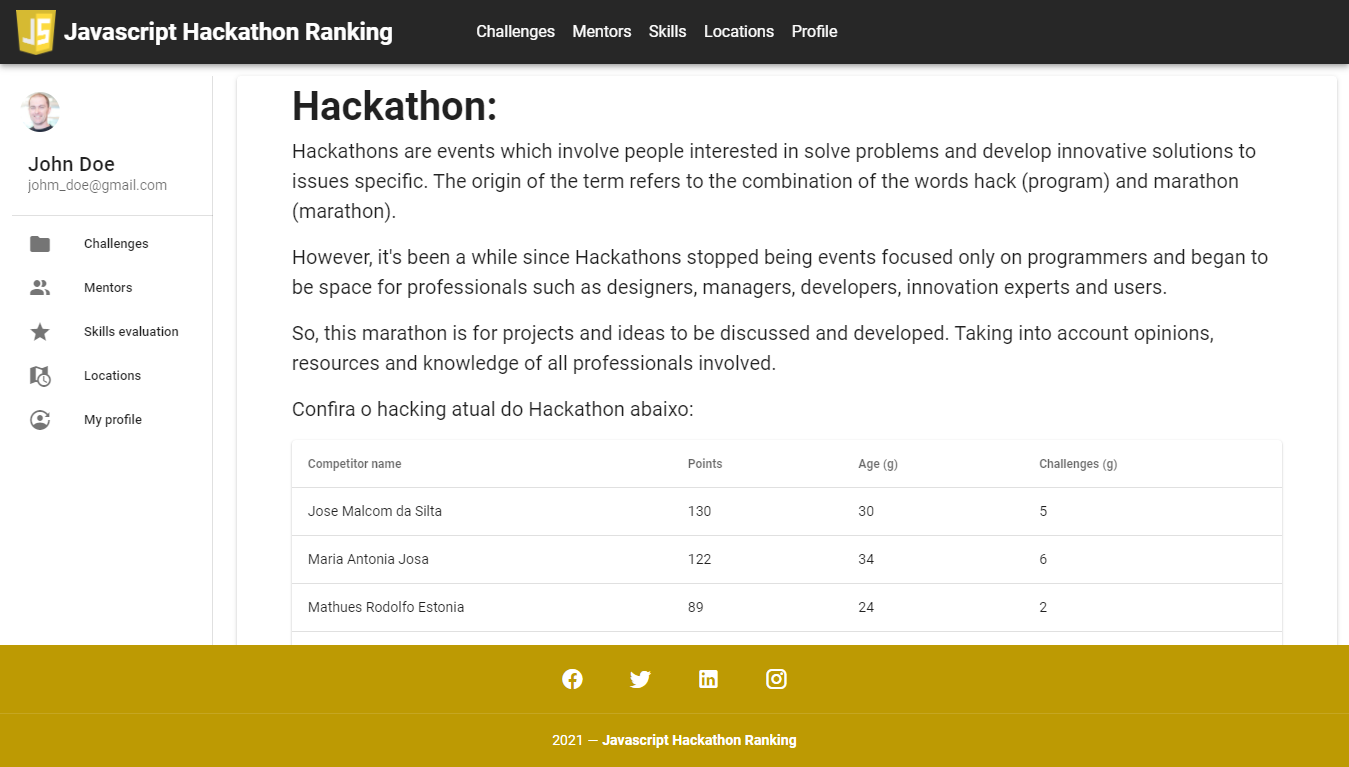 JS Javascript Hackathon Ranking Challenges Mentors Skills Locations Profile
John Doe
johm_doe@gmail.com
Challenges
Mentors
Skills evaluation
Locations
My profile
Hackathon:
Hackathons are events which involve people interested in solve problems and develop innovative solutions to
issues specific. The origin of the term refers to the combination of the words hack (program) and marathon
(marathon).
However, it's been a while since Hackathons stopped being events focused only on programmers and began to
be space for professionals such as designers, managers, developers, innovation experts and users.
So, this marathon is for projects and ideas to be discussed and developed. Taking into account opinions,
resources and knowledge of all professionals involved.
Confira o hacking atual do Hackathon abaixo:
Competitor name Points Age (g) Challenges (g)
Jose Malcom da Silta 130 30 5
Maria Antonia Josa 122 34 6
Mathues Rodolfo Estonia 89 24 2
2021 — Javascript Hackathon Ranking